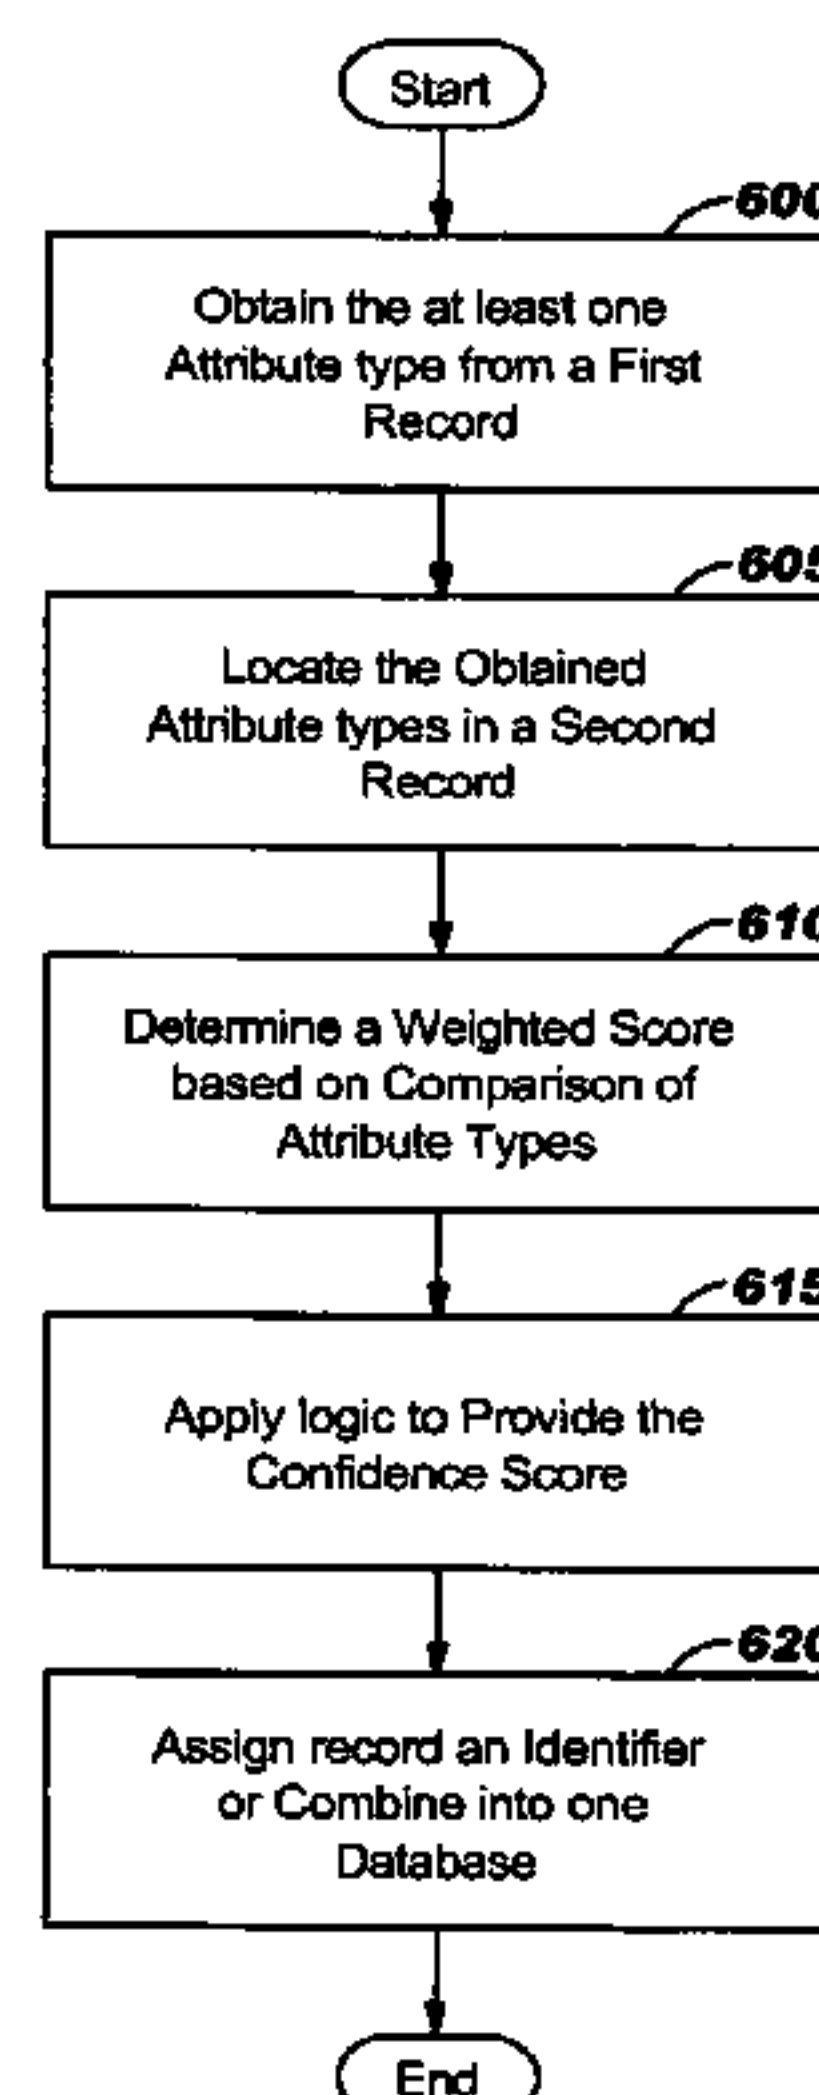 Start
600
Obtain the at least one
Attribute type from a First
Record
605
Locate the Obtained
Attribute types in a Second
Record
610
Determine a Weighted Score
based on Comparison of
Attribute Types
615
Apply logic to Provide the
Confidence Score
620
Assign record an Identifier
or Combine into one
Database
End